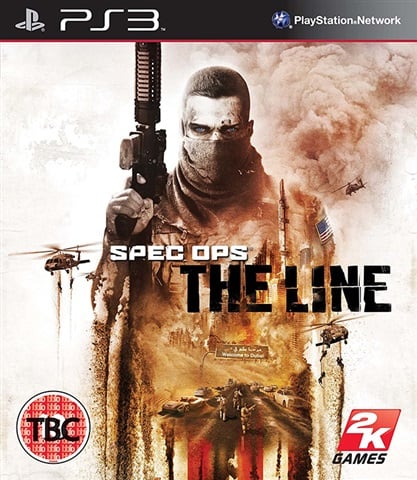 PS3
PlayStation®Network
SPEC OPS
THE LINE
Welcome to Dubai
TBC
2K
GAMES